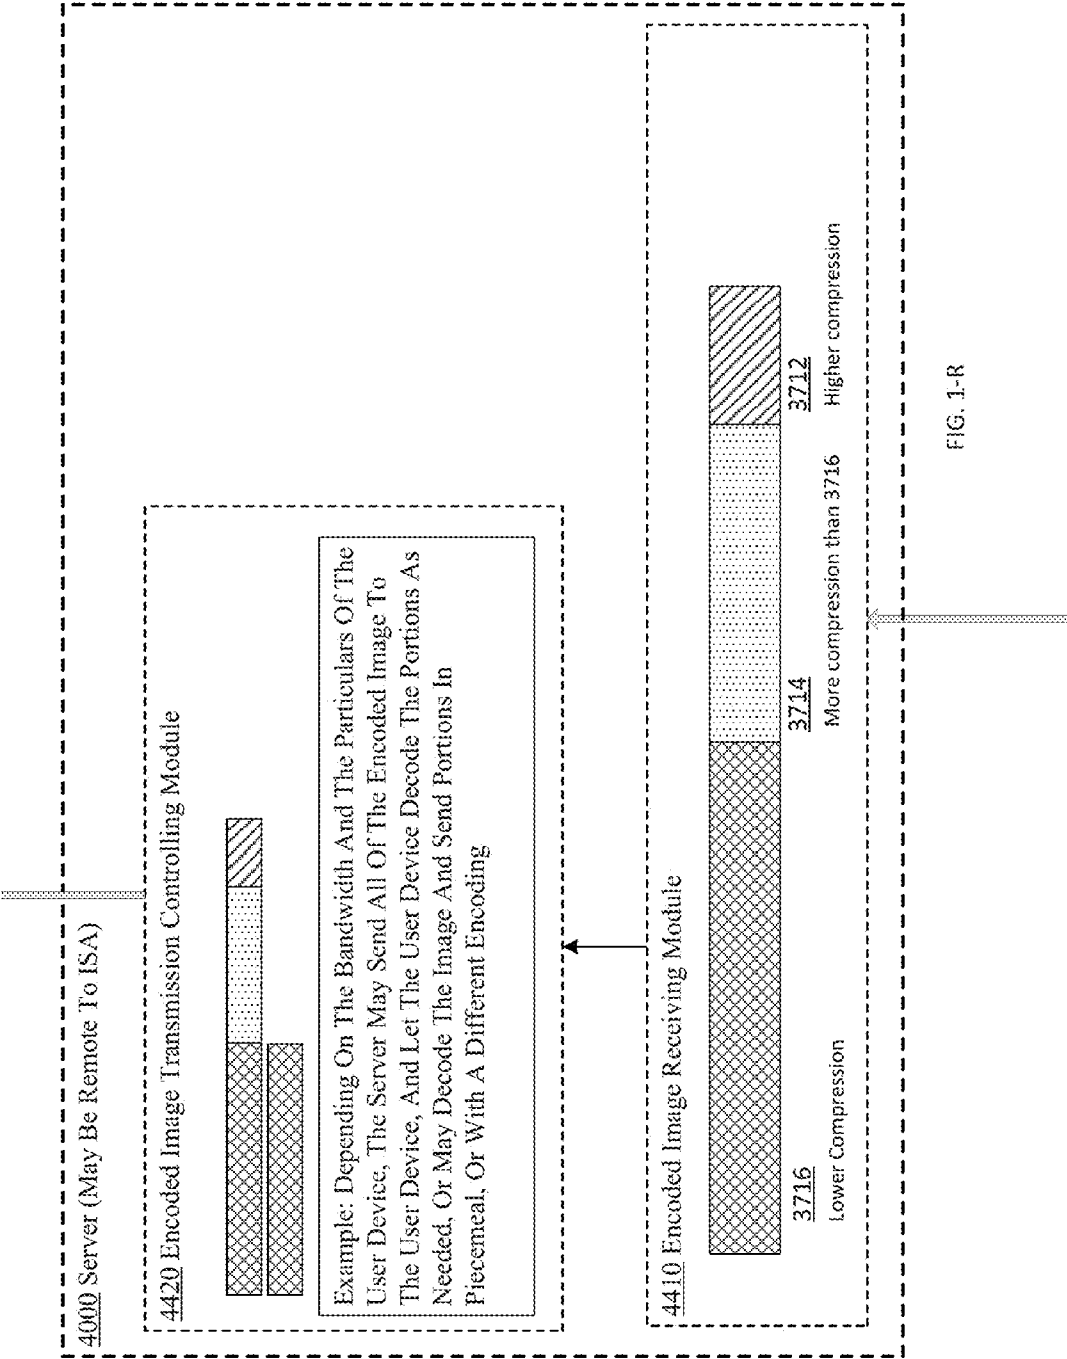 4000 Server (May Be Remote To ISA)
4420 Encoded Image Transmission Controlling Module
Example: Depending On The Bandwidth And The Particulars Of The
User Device, The Server May Send All Of The Encoded Image To
The User Device, And Let The User Device Decode The Portions As
Needed, Or May Decode The Image And Send Portions In
Piecemeal, Or With A Different Encoding
4410 Encoded Image Receiving Module
3716
Lower Compression
3714
More compression than 3716
3712
Higher compression
FIG. 1-R